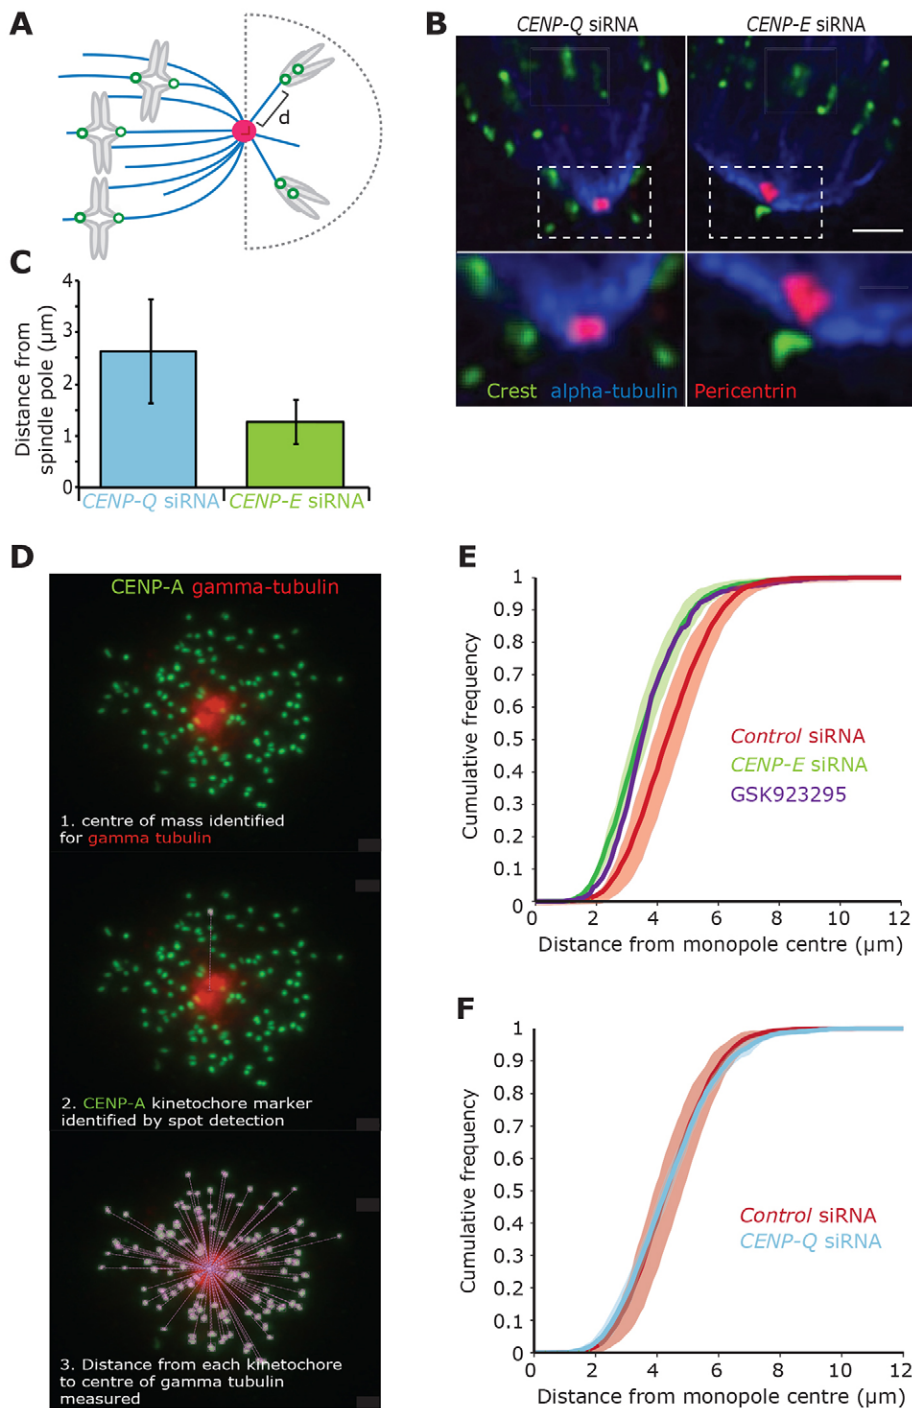 A
d
B
CENP-Q siRNA
CENP-E siRNA
Crest alpha-tubulin Pericentrin
C
Distance from
spindle pole (µm)
4
3
2
1
0
CENP-Q siRNA
CENP-E siRNA
D
CENP-A gamma-tubulin
1. centre of mass identified
for gamma tubulin
2. CENP-A kinetochore marker
identified by spot detection
3. Distance from each kinetochore
to centre of gamma tubulin
measured
E
Cumulative frequency
1
0.9
0.8
0.7
0.6
0.5
0.4
0.3
0.2
0.1
0
0 2 4 6 8 10 12
Distance from monopole centre (µm)
Control siRNA
CENP-E siRNA
GSK923295
F
Cumulative frequency
1
0.9
0.8
0.7
0.6
0.5
0.4
0.3
0.2
0.1
0
0 2 4 6 8 10 12
Distance from monopole centre (µm)
Control siRNA
CENP-Q siRNA